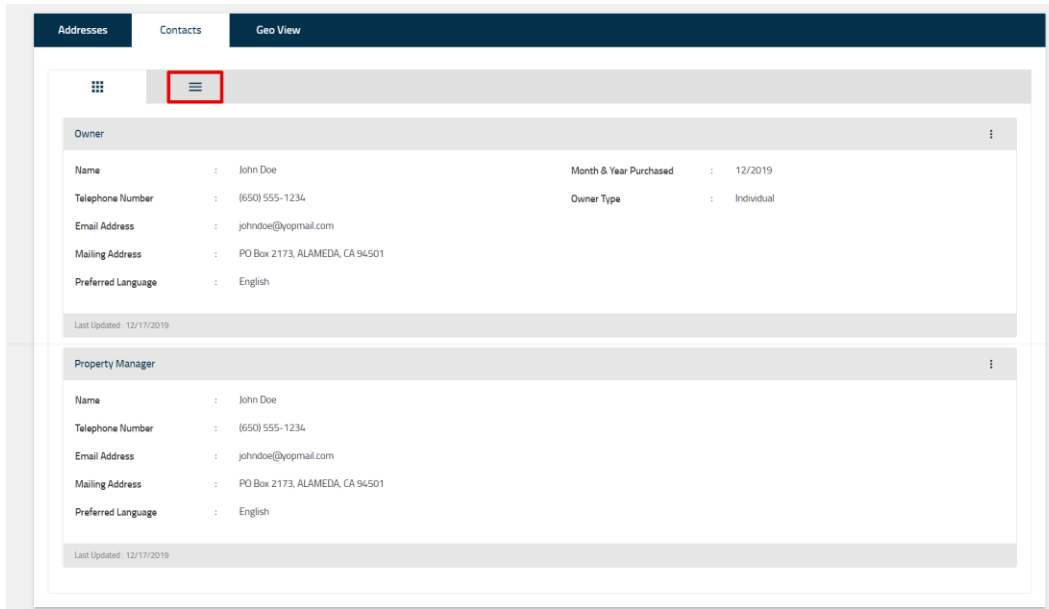 Addresses Contacts Geo View
Owner
Name : John Doe Month & Year Purchased : 12/2019
Telephone Number : (650) 555-1234 Owner Type : Individual
Email Address : johndoe@yopmail.com
Mailing Address : PO Box 2173, ALAMEDA, CA 94501
Preferred Language : English
Last Updated : 12/17/2019
Property Manager
Name : John Doe
Telephone Number : (650) 555-1234
Email Address : johndoe@yopmail.com
Mailing Address : PO Box 2173, ALAMEDA, CA 94501
Preferred Language : English
Last Updated : 12/17/2019